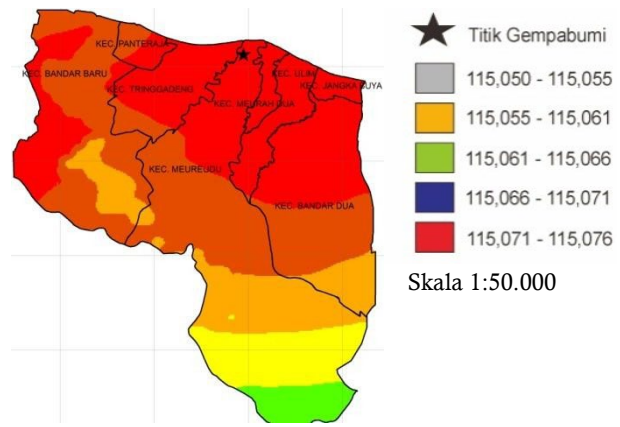 KEC. PANTERAJA
KEC. BANDAR BARU
KEC. TRINGGADENG
KEC. ULIM
KEC. JANGKA BUYA
KEC. MEURAH DUA
KEC. MEUREUDU
KEC. BANDAR DUA
Titik Gempabumi
115,050 - 115,055
115,055 - 115,061
115,061 - 115,066
115,066 - 115,071
115,071 - 115,076
Skala 1:50.000